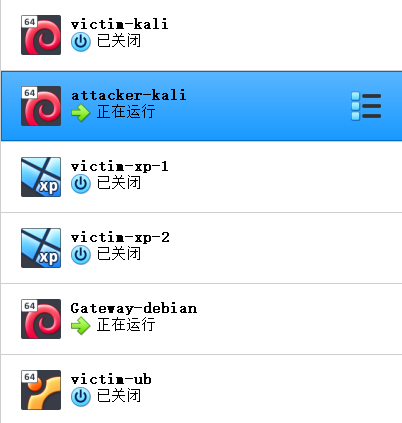 64
victim-kali
已关闭
64
attacker-kali
正在运行
xp
victim-xp-1
已关闭
xp
victim-xp-2
已关闭
64
Gateway-debian
正在运行
64
victim-ub
已关闭